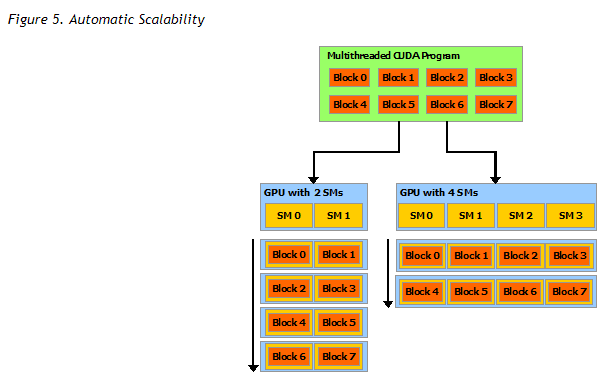 Figure 5. Automatic Scalability
Multithreaded CUDA Program
Block 0 Block 1 Block 2 Block 3
Block 4 Block 5 Block 6 Block 7
GPU with 2 SMs
SM 0 SM 1
Block 0 Block 1
Block 2 Block 3
Block 4 Block 5
Block 6 Block 7
GPU with 4 SMs
SM 0 SM 1 SM 2 SM 3
Block 0 Block 1 Block 2 Block 3
Block 4 Block 5 Block 6 Block 7